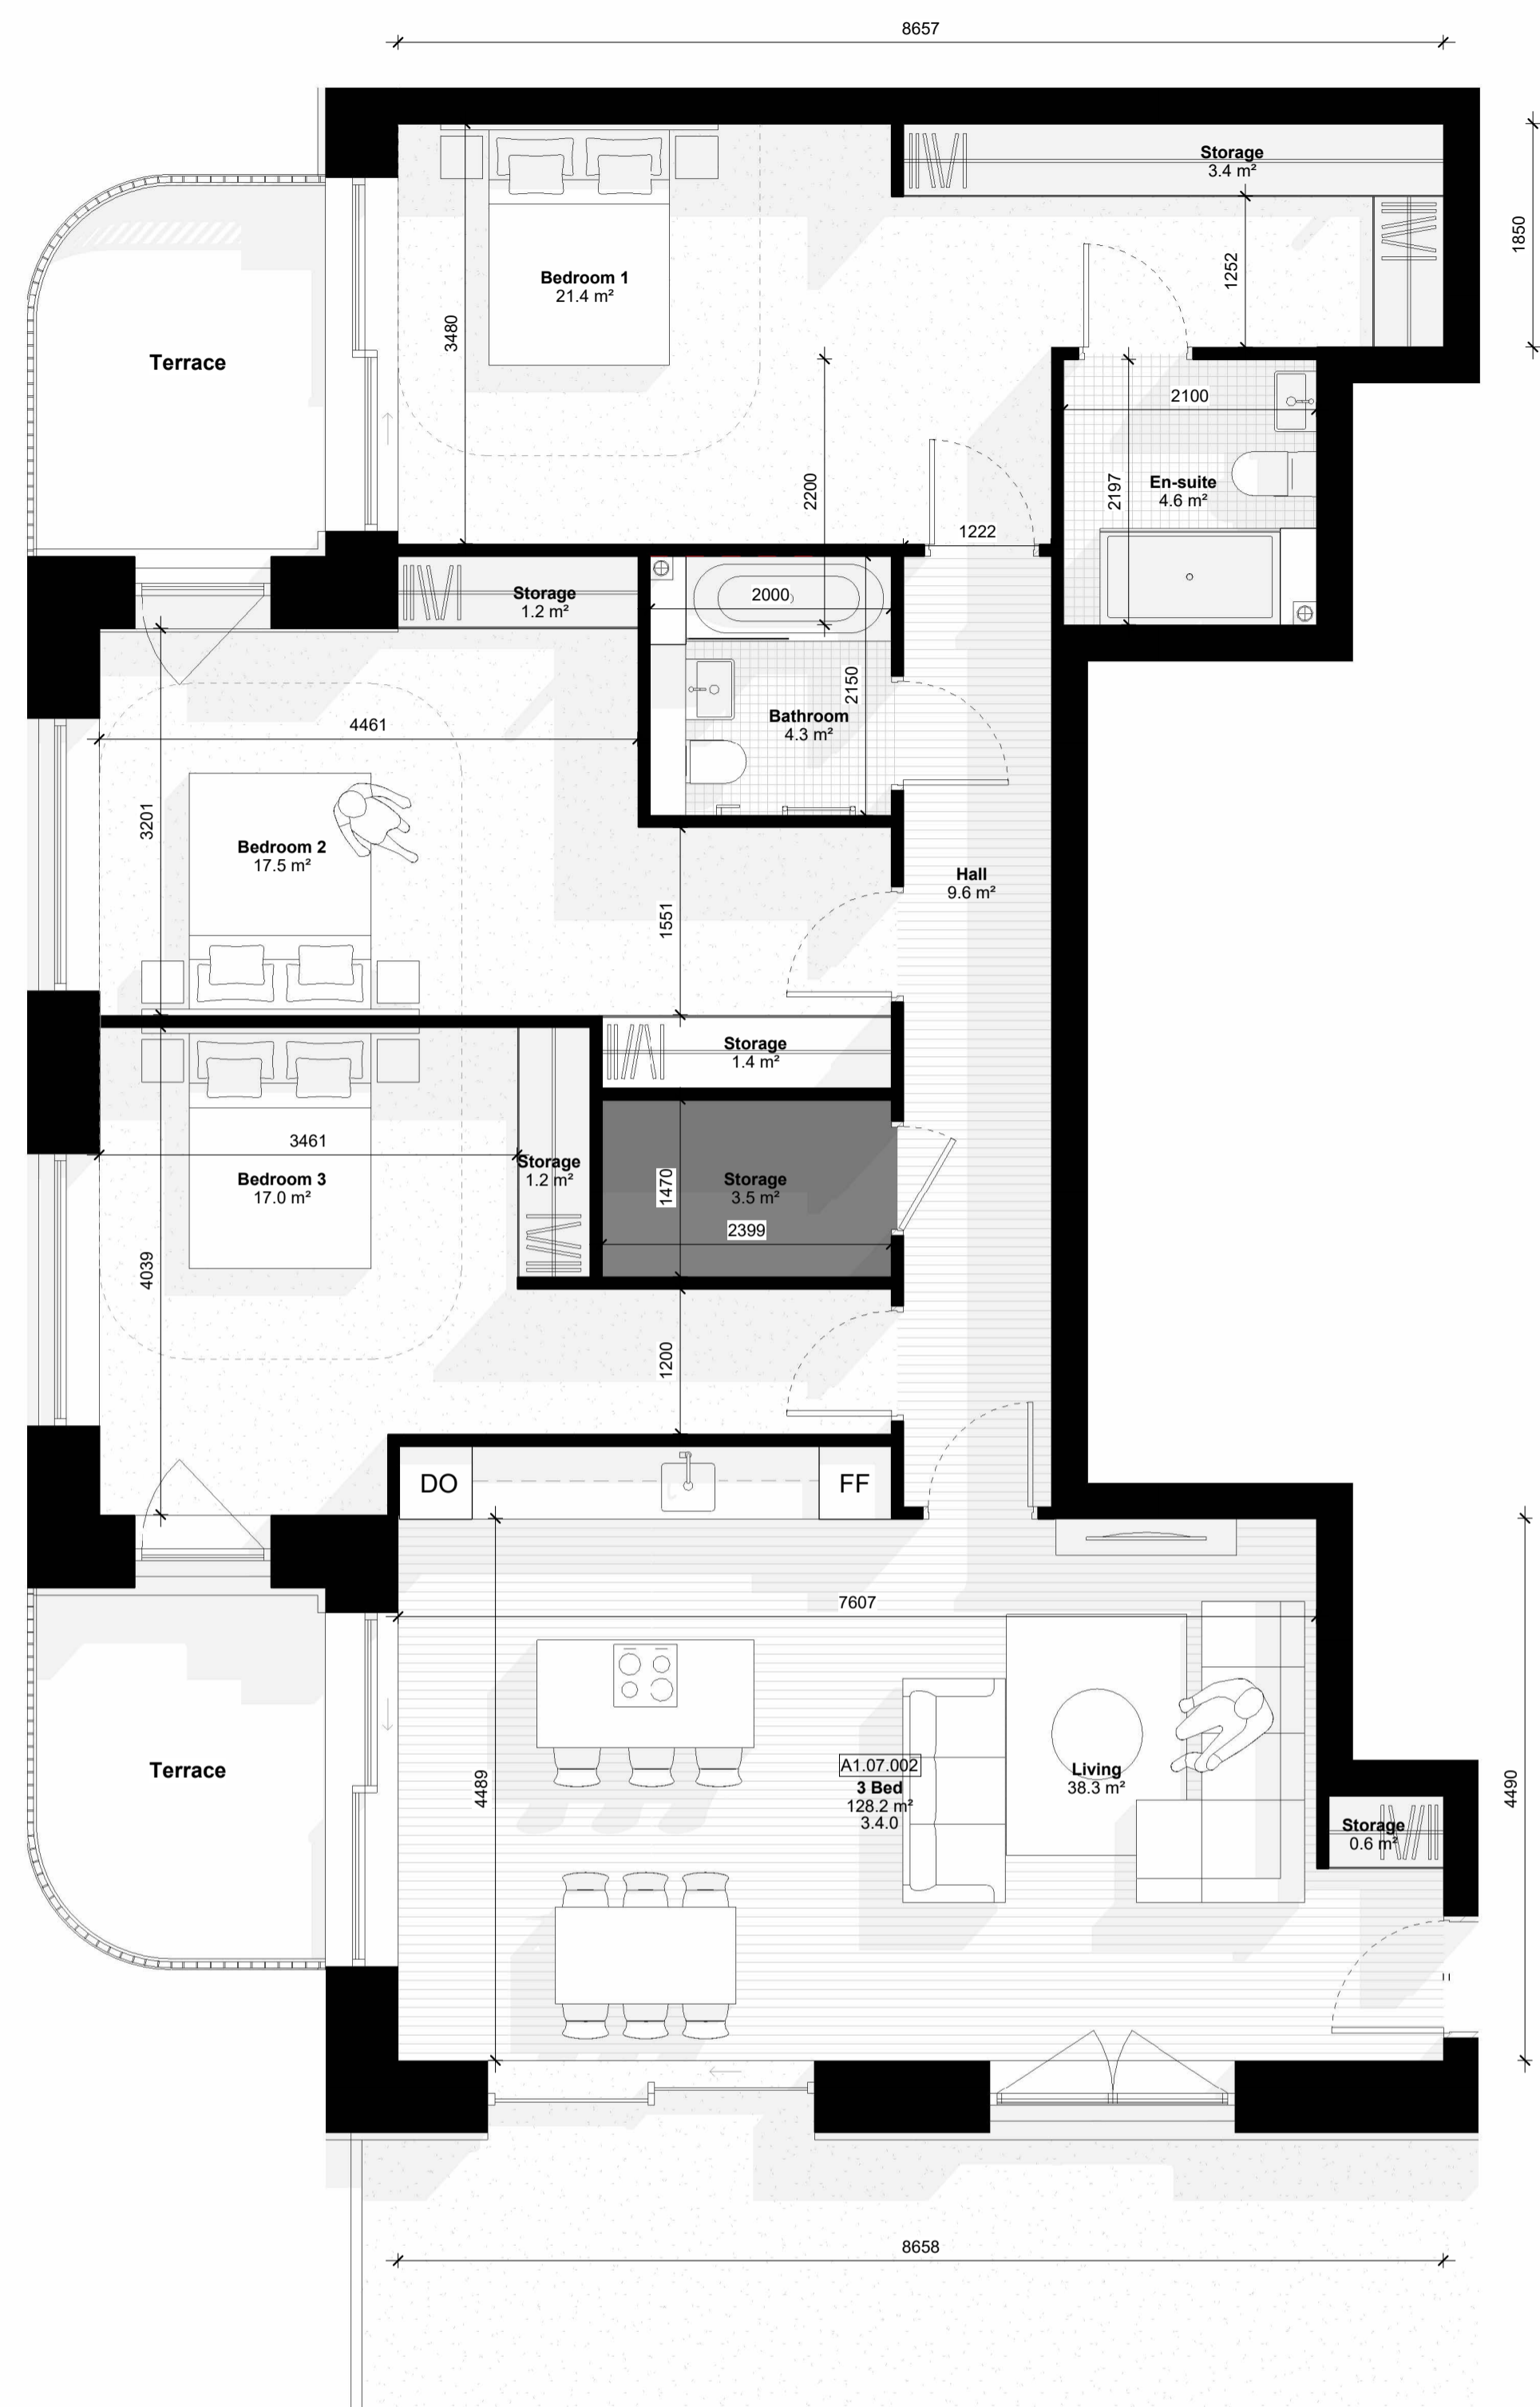 8657
Storage
3.4 m²
1850
1252
Bedroom 1
21.4 m²
3480
Terrace
2100
2200
2197
En-suite
4.6 m²
1222
Storage
1.2 m²
2000
2150
Bathroom
4.3 m²
4461
3201
Bedroom 2
17.5 m²
Hall
9.6 m²
1551
Storage
1.4 m²
3461
Bedroom 3
17.0 m²
Storage
1.2 m²
1470
Storage
3.5 m²
2399
4039
1200
DO
FF
7607
Terrace
4489
A1.07.002
3 Bed
128.2 m²
3.4.0
Living
38.3 m²
4490
Storage
0.6 m²
8658